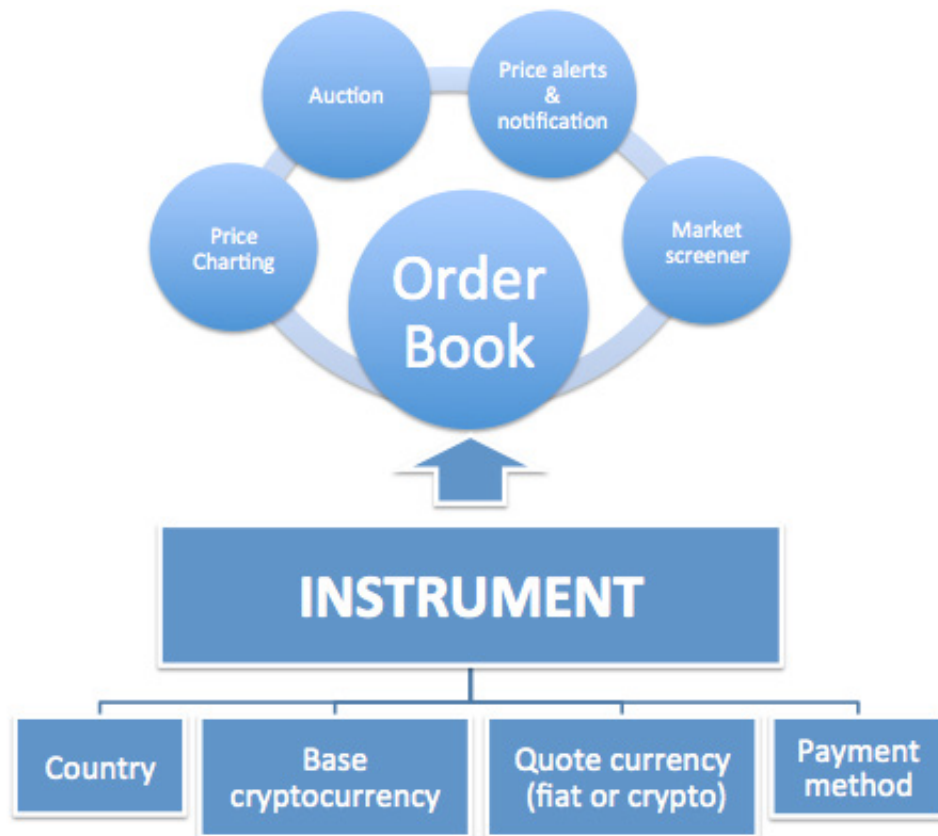 Auction
Price alerts
&
notification
Price
Charting
Market
screener
Order
Book
INSTRUMENT
Country
Base
cryptocurrency
Quote currency
(fiat or crypto)
Payment
method